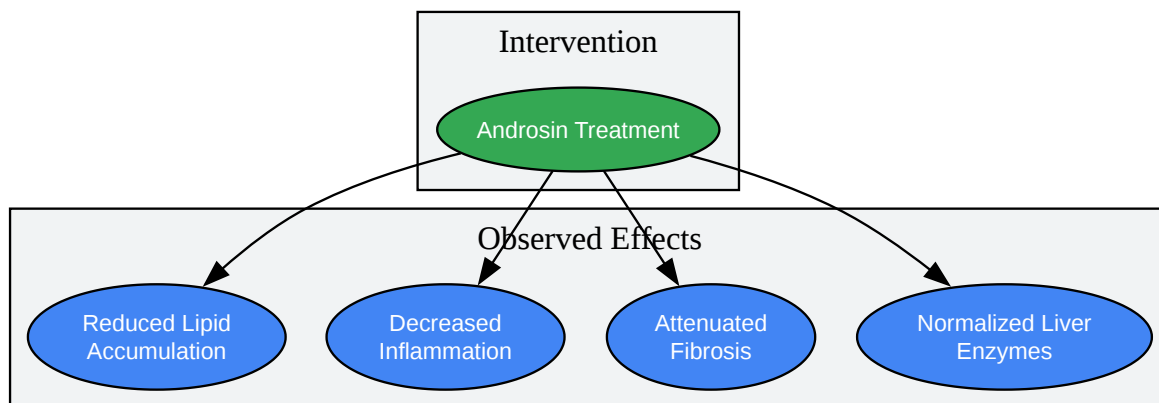 Intervention
Androsin Treatment
Observed Effects
Reduced Lipid
Accumulation
Decreased
Inflammation
Attenuated
Fibrosis
Normalized Liver
Enzymes